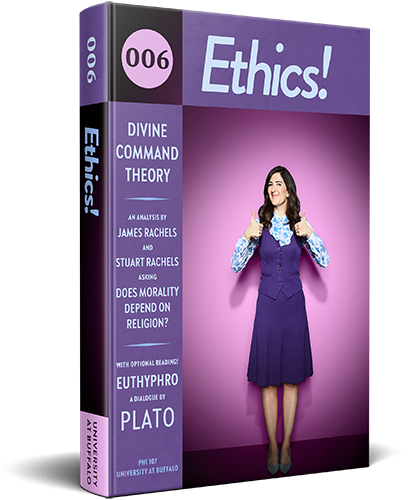 006
Ethics!
UNIVERSITY
AT BUFFALO
006
Ethics!
DIVINE
COMMAND
THEORY
AN ANALYSIS BY
JAMES RACHELS
AND
STUART RACHELS
ASKING
DOES MORALITY
DEPEND ON
RELIGION?
WITH OPTIONAL READING!
EUTHYPHRO
A DIALOGUE BY
PLATO
PHI 107
UNIVERSITY AT BUFFALO